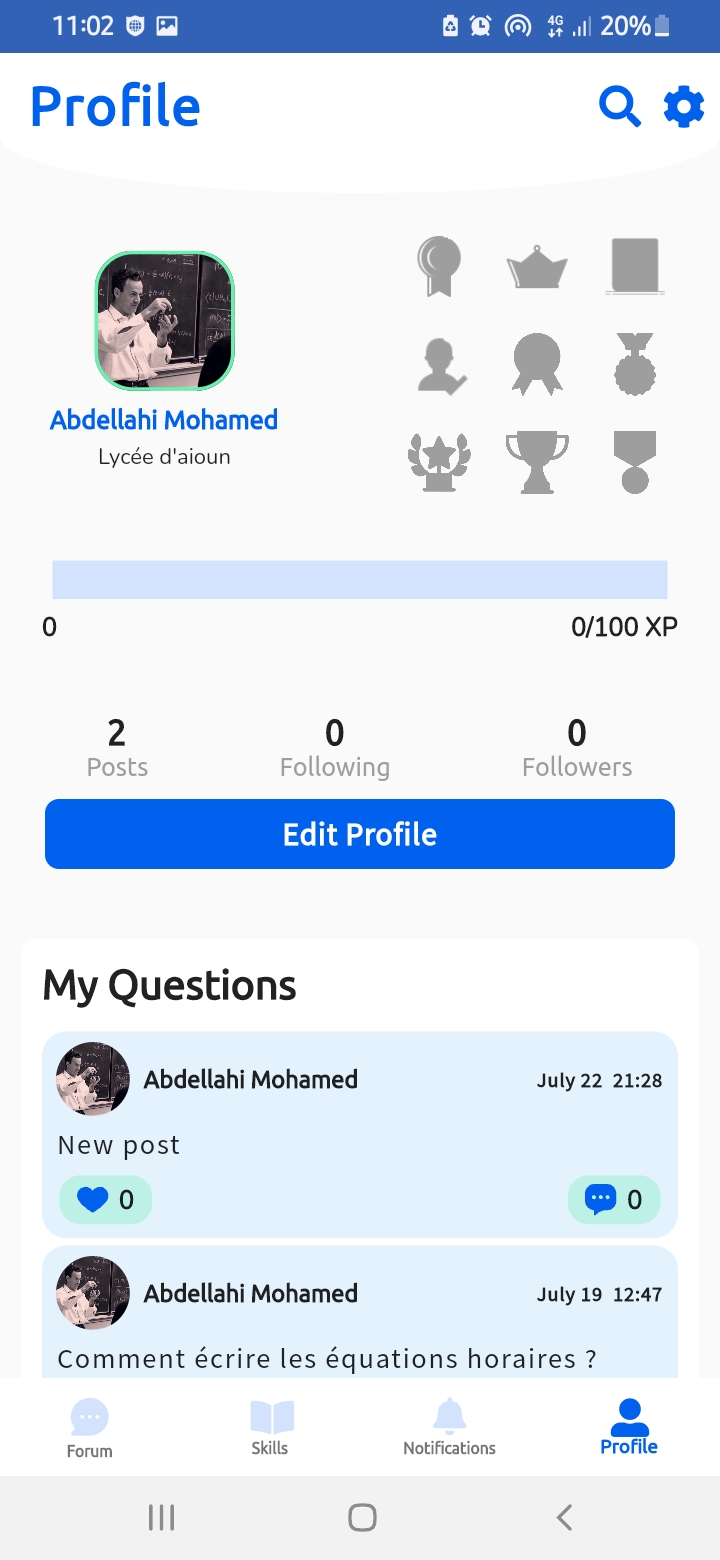 11:02 4G 20%
Profile
Abdellahi Mohamed
Lycée d'aioun
0 0/100 XP
2 0 0
Posts Following Followers
Edit Profile
My Questions
Abdellahi Mohamed July 22 21:28
New post
0 0
Abdellahi Mohamed July 19 12:47
Comment écrire les équations horaires ?
Forum Skills Notifications Profile